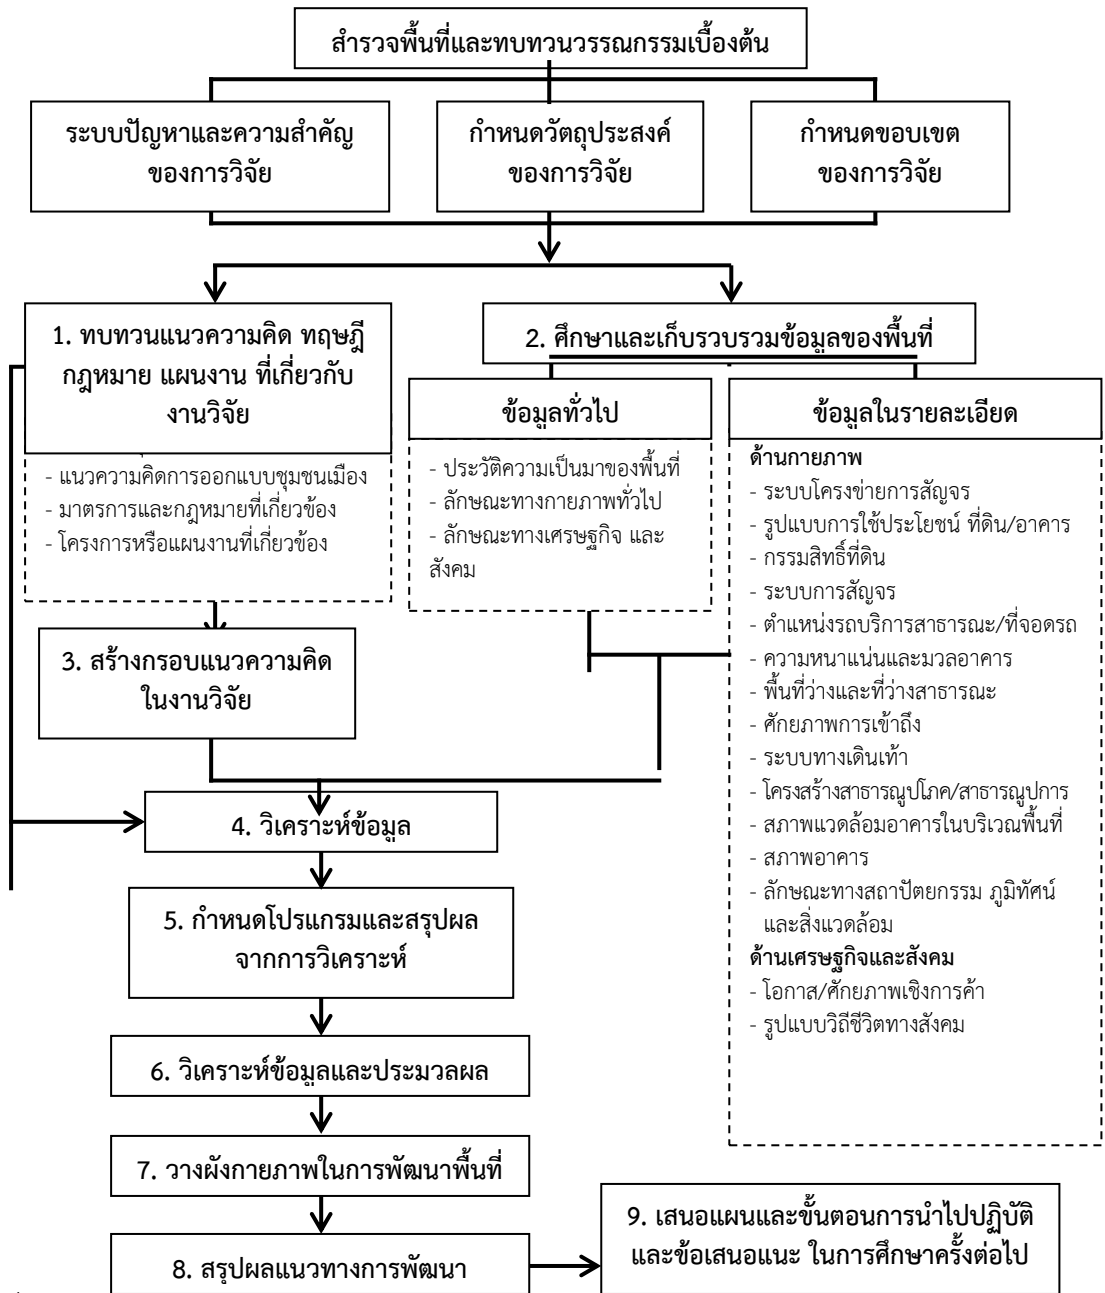 สำรวจพื้นที่และทบทวนวรรณกรรมเบื้องต้น
ระบบปัญหาและความสำคัญ
ของการวิจัย
กำหนดวัตถุประสงค์
ของการวิจัย
กำหนดขอบเขต
ของการวิจัย
1. ทบทวนแนวความคิด ทฤษฎี
กฎหมาย แผนงาน ที่เกี่ยวกับ
งานวิจัย
- แนวความคิดการออกแบบชุมชนเมือง
- มาตรการและกฎหมายที่เกี่ยวข้อง
- โครงการหรือแผนงานที่เกี่ยวข้อง
2. ศึกษาและเก็บรวบรวมข้อมูลของพื้นที่
ข้อมูลทั่วไป
- ประวัติความเป็นมาของพื้นที่
- ลักษณะทางกายภาพทั่วไป
- ลักษณะทางเศรษฐกิจ และ
สังคม
ข้อมูลในรายละเอียด
ด้านกายภาพ
- ระบบโครงข่ายการสัญจร
- รูปแบบการใช้ประโยชน์ ที่ดิน/อาคาร
- กรรมสิทธิ์ที่ดิน
- ระบบการสัญจร
- ตำแหน่งรถบริการสาธารณะ/ที่จอดรถ
- ความหนาแน่นและมวลอาคาร
- พื้นที่ว่างและที่ว่างสาธารณะ
- ศักยภาพการเข้าถึง
- ระบบทางเดินเท้า
- โครงสร้างสาธารณูปโภค/สาธารณูปการ
- สภาพแวดล้อมอาคารในบริเวณพื้นที่
- สภาพอาคาร
- ลักษณะทางสถาปัตยกรรม ภูมิทัศน์
และสิ่งแวดล้อม
ด้านเศรษฐกิจและสังคม
- โอกาส/ศักยภาพเชิงการค้า
- รูปแบบวิถีชีวิตทางสังคม
3. สร้างกรอบแนวความคิด
ในงานวิจัย
4. วิเคราะห์ข้อมูล
5. กำหนดโปรแกรมและสรุปผล
จากการวิเคราะห์
6. วิเคราะห์ข้อมูลและประมวลผล
7. วางผังกายภาพในการพัฒนาพื้นที่
8. สรุปผลแนวทางการพัฒนา
9. เสนอแผนและขั้นตอนการนำไปปฏิบัติ
และข้อเสนอแนะ ในการศึกษาครั้งต่อไป